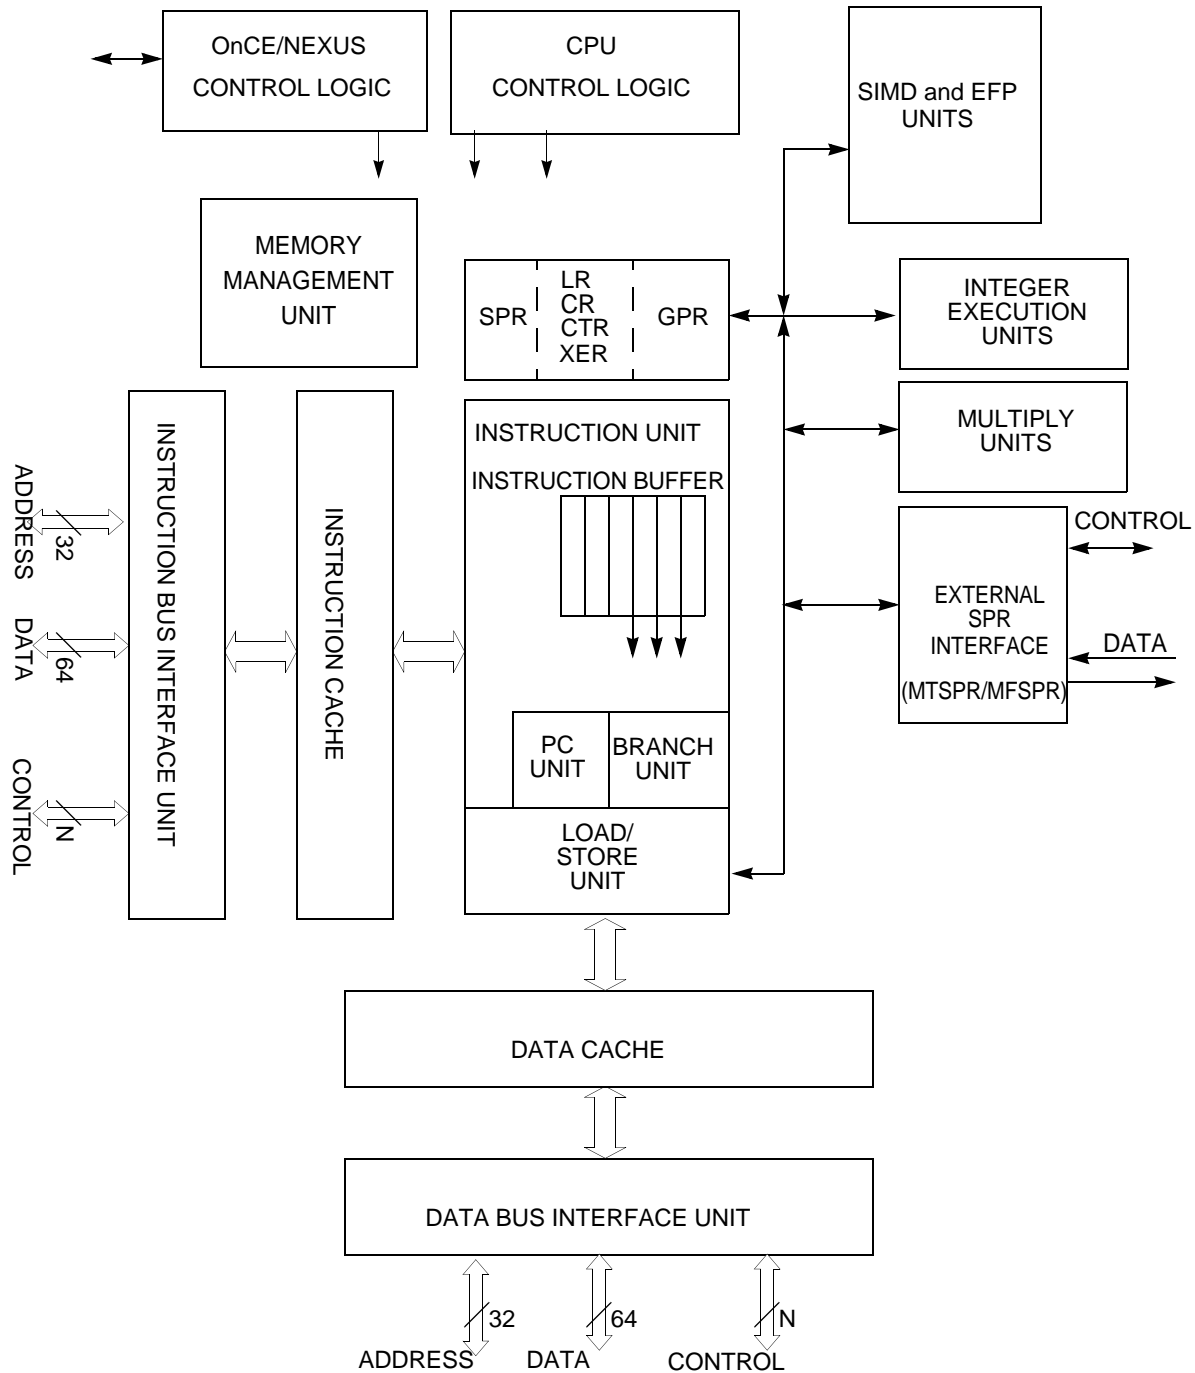 OnCE/NEXUS
CONTROL LOGIC
CPU
CONTROL LOGIC
SIMD and EFP
UNITS
MEMORY
MANAGEMENT
UNIT
SPR
LR
CR
CTR
XER
GPR
INTEGER
EXECUTION
UNITS
MULTIPLY
UNITS
INSTRUCTION UNIT
INSTRUCTION BUFFER
ADDRESS
32
DATA
64
CONTROL
N
INSTRUCTION BUS INTERFACE UNIT
INSTRUCTION CACHE
EXTERNAL
SPR
INTERFACE
(MTSPR/MFSPR)
CONTROL
DATA
PC
UNIT
BRANCH
UNIT
LOAD/
STORE
UNIT
DATA CACHE
DATA BUS INTERFACE UNIT
32
64
N
ADDRESS
DATA
CONTROL